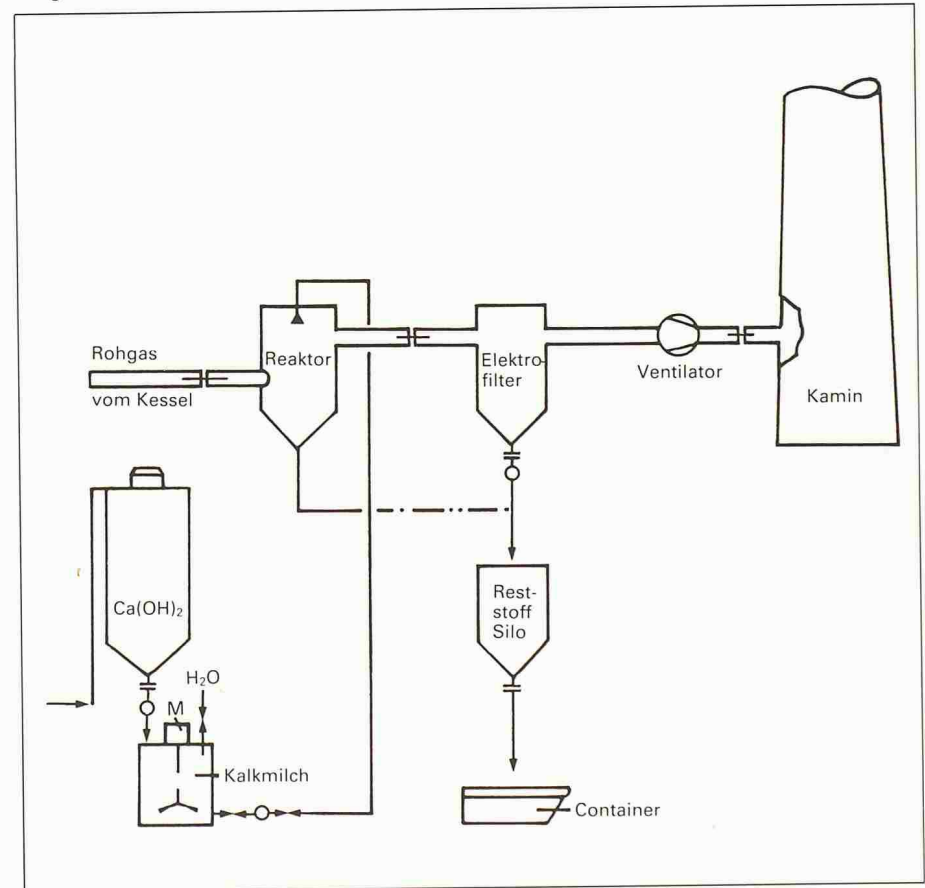 Rohgas
vom Kessel
Reaktor
Elektro-
filter
Ventilator
Kamin
Ca(OH)₂
H₂O
M
Kalkmilch
Rest-
stoff
Silo
Container